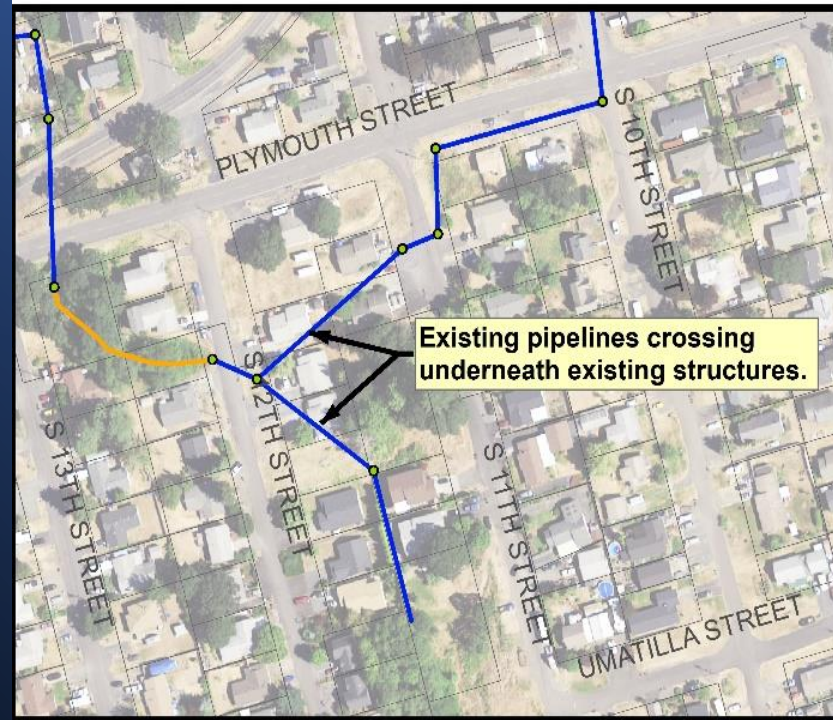 PLYMOUTH STREET
S 10TH STREET
Existing pipelines crossing
underneath existing structures.
S 12TH STREET
S 13TH STREET
S 11TH STREET
UMATILLA STREET